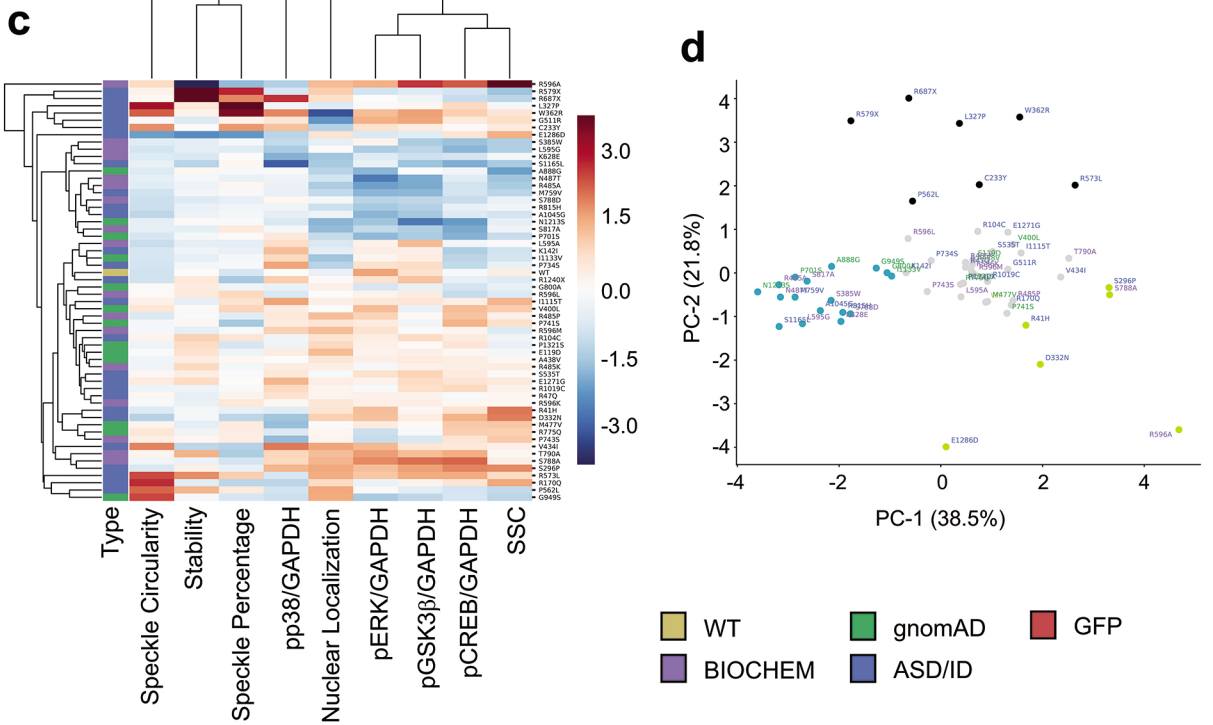 c
R596A
R579X
R687X
L327P
W362R
G511R
C233Y
E1286D
S385W
L595G
K628E
S1165L
A888G
N487T
R485A
M759V
S788D
R815H
A1045G
N1213S
S817A
P701S
L595A
K142I
I1133V
P734S
WT
R1240X
G800A
R596L
I1115T
V400L
R485P
P741S
R596M
R104C
P1321S
E119D
A438V
R485K
S535T
E1271G
R1019C
R47Q
R596K
R41H
D332N
M477V
R775Q
P743S
V434I
T790A
S788A
S296P
R573L
R170Q
P562L
G949S
3.0
1.5
0.0
-1.5
-3.0
Type
Speckle Circularity
Stability
Speckle Percentage
pp38/GAPDH
Nuclear Localization
pERK/GAPDH
pGSK3β/GAPDH
pCREB/GAPDH
SSC
d
PC-2 (21.8%)
4
3
2
1
0
-1
-2
-3
-4
R687X
R579X
L327P
W362R
C233Y
R573L
P562L
R596L
R104C
E1271G
V400L
S535T
I1115T
P734S
T790A
G511R
V434I
A888G
G949S
K142I
I1133V
P701S
S817A
M759V
S385W
S1165L
L595G
R1019C
P743S
L595A
M477V
R485P
R170Q
P741S
S296P
S788A
R41H
D332N
E1286D
R596A
-4
-2
0
2
4
PC-1 (38.5%)
WT
gnomAD
GFP
BIOCHEM
ASD/ID